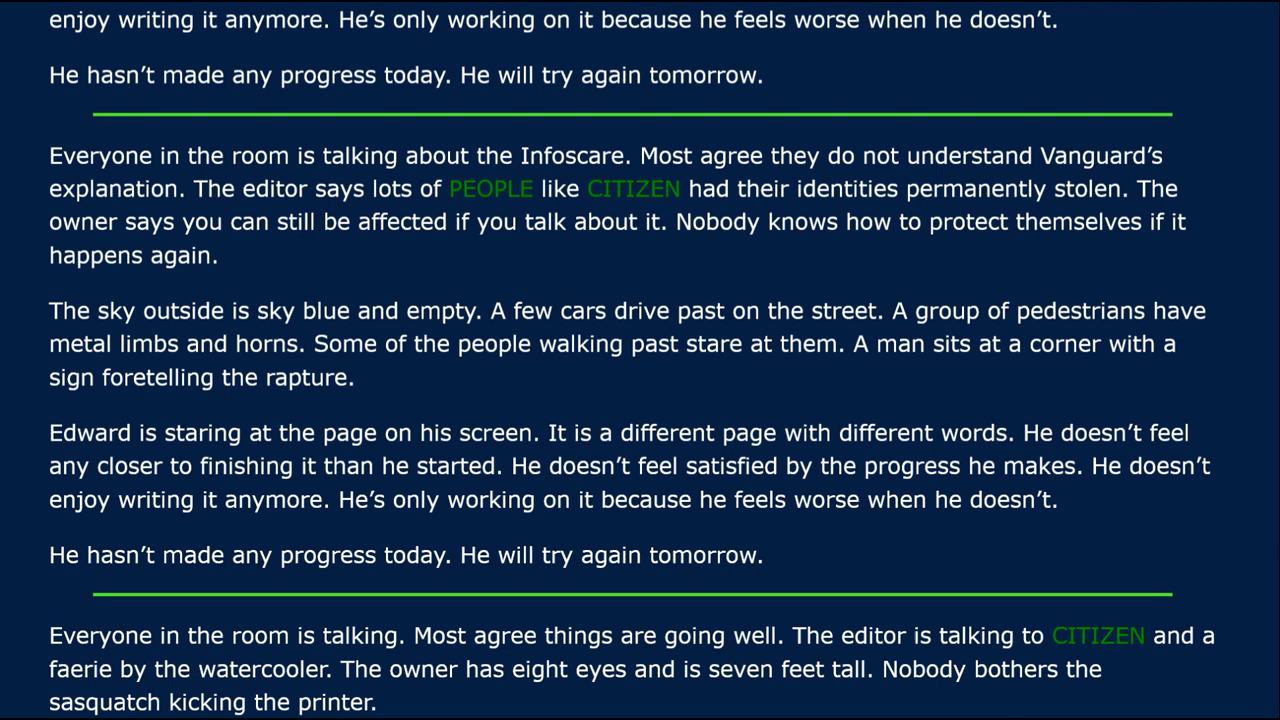 enjoy writing it anymore. He’s only working on it because he feels worse when he doesn’t.
He hasn’t made any progress today. He will try again tomorrow.
Everyone in the room is talking about the Infoscare. Most agree they do not understand Vanguard’s
explanation. The editor says lots of PEOPLE like CITIZEN had their identities permanently stolen. The
owner says you can still be affected if you talk about it. Nobody knows how to protect themselves if it
happens again.
The sky outside is sky blue and empty. A few cars drive past on the street. A group of pedestrians have
metal limbs and horns. Some of the people walking past stare at them. A man sits at a corner with a
sign foretelling the rapture.
Edward is staring at the page on his screen. It is a different page with different words. He doesn’t feel
any closer to finishing it than he started. He doesn’t feel satisfied by the progress he makes. He doesn’t
enjoy writing it anymore. He’s only working on it because he feels worse when he doesn’t.
He hasn’t made any progress today. He will try again tomorrow.
Everyone in the room is talking. Most agree things are going well. The editor is talking to CITIZEN and a
faerie by the watercooler. The owner has eight eyes and is seven feet tall. Nobody bothers the
sasquatch kicking the printer.